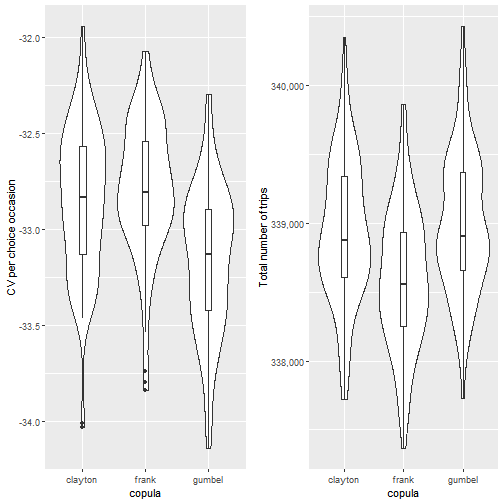 CV per choice occasion
-32.0
-32.5
-33.0
-33.5
-34.0
clayton frank gumbel
copula
Total number of trips
340,000
339,000
338,000
clayton frank gumbel
copula